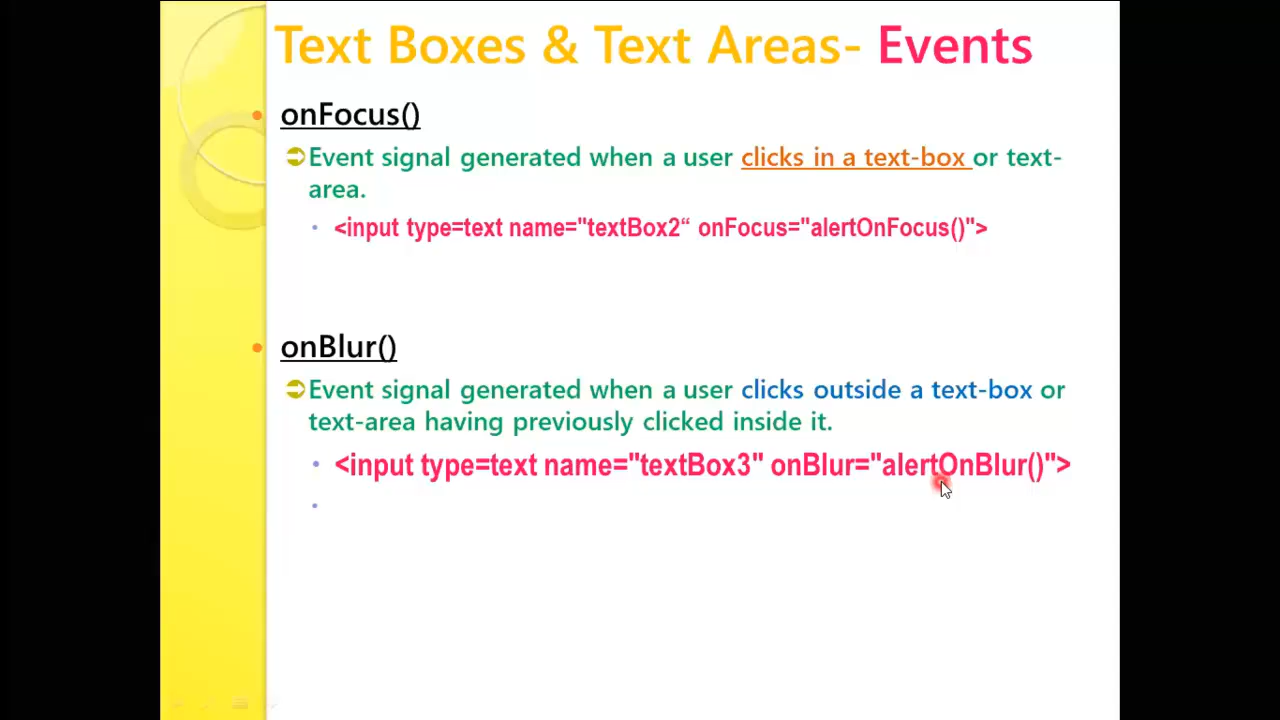 Text Boxes & Text Areas- Events
onFocus()
Event signal generated when a user clicks in a text-box or text-
area.
<input type=text name="textBox2“ onFocus="alertOnFocus()">
onBlur()
Event signal generated when a user clicks outside a text-box or
text-area having previously clicked inside it.
<input type=text name="textBox3" onBlur="alertOnBlur()">